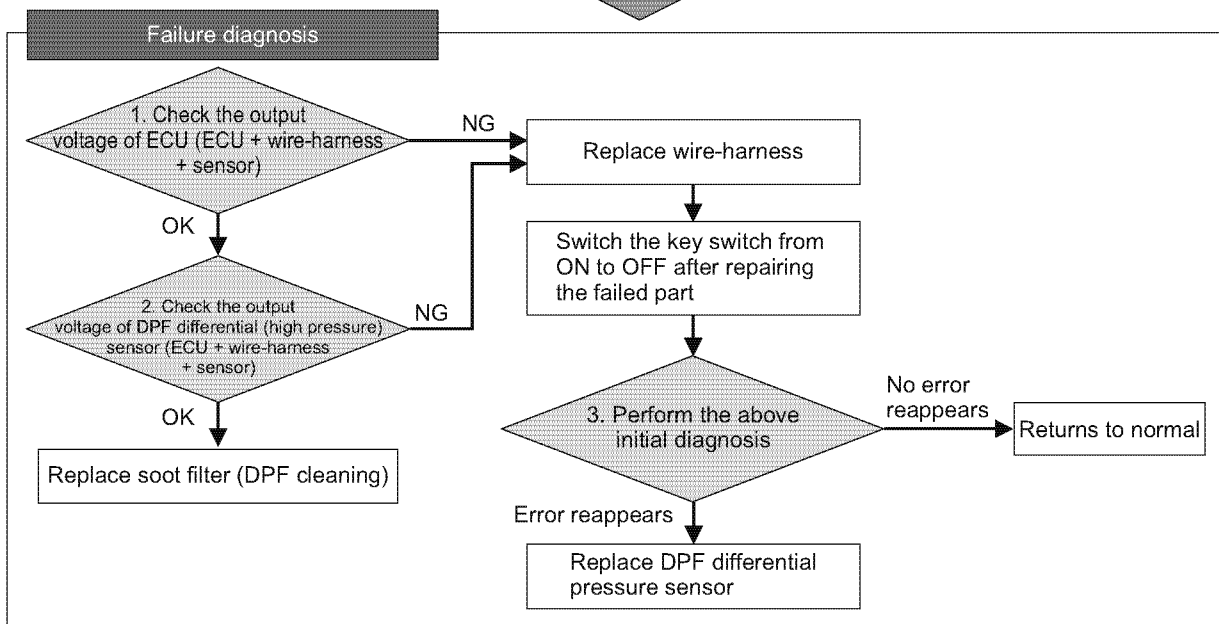 Failure diagnosis
1. Check the output
voltage of ECU (ECU + wire-harness
+ sensor)
NG
OK
2. Check the output
voltage of DPF differential (high pressure)
sensor (ECU + wire-harness
+ sensor)
NG
OK
Replace soot filter (DPF cleaning)
Replace wire-harness
Switch the key switch from
ON to OFF after repairing
the failed part
3. Perform the above
initial diagnosis
No error
reappears
Returns to normal
Error reappears
Replace DPF differential
pressure sensor